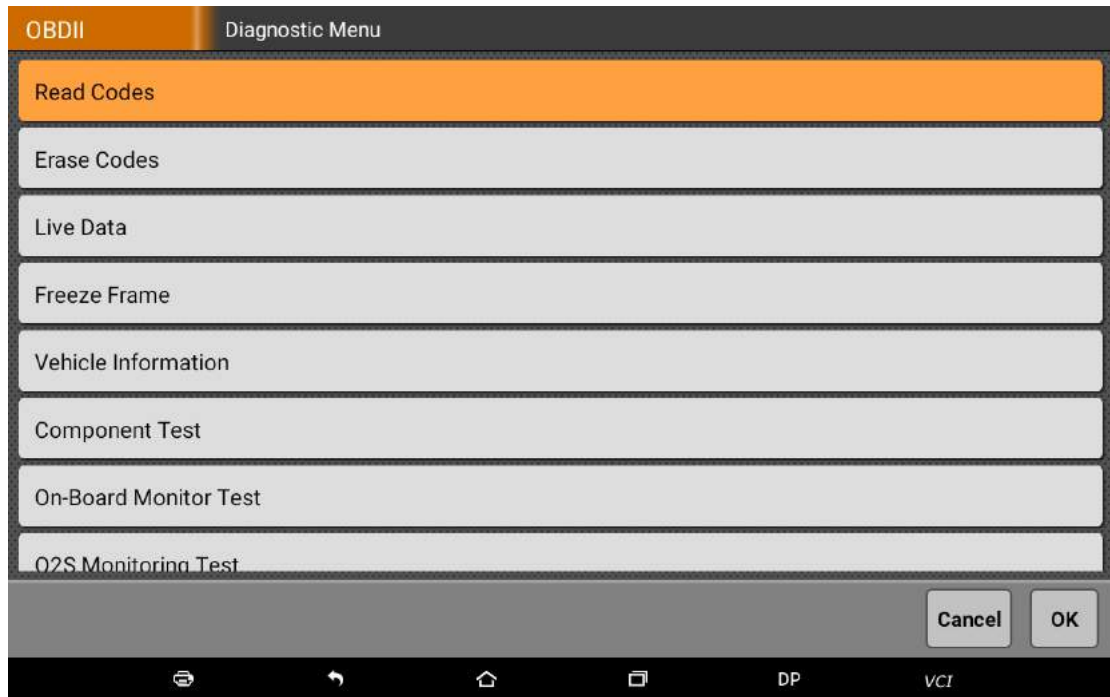 OBDII
Diagnostic Menu
Read Codes
Erase Codes
Live Data
Freeze Frame
Vehicle Information
Component Test
On-Board Monitor Test
O2S Monitoring Test
Cancel
OK
DP
VCI